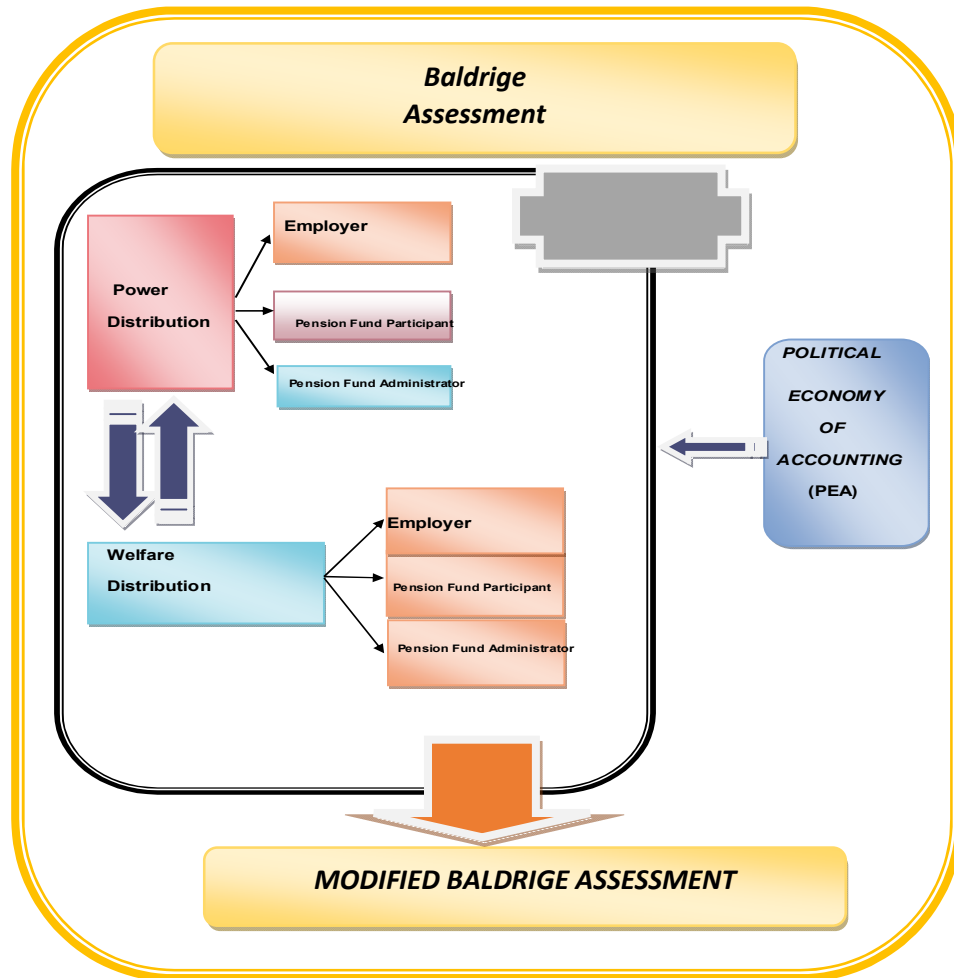 Baldrige
Assessment
Employer
Power
Distribution
Pension Fund Participant
Pension Fund Administrator
POLITICAL
ECONOMY
OF
ACCOUNTING
(PEA)
Welfare
Distribution
Employer
Pension Fund Participant
Pension Fund Administrator
MODIFIED BALDRIGE ASSESSMENT